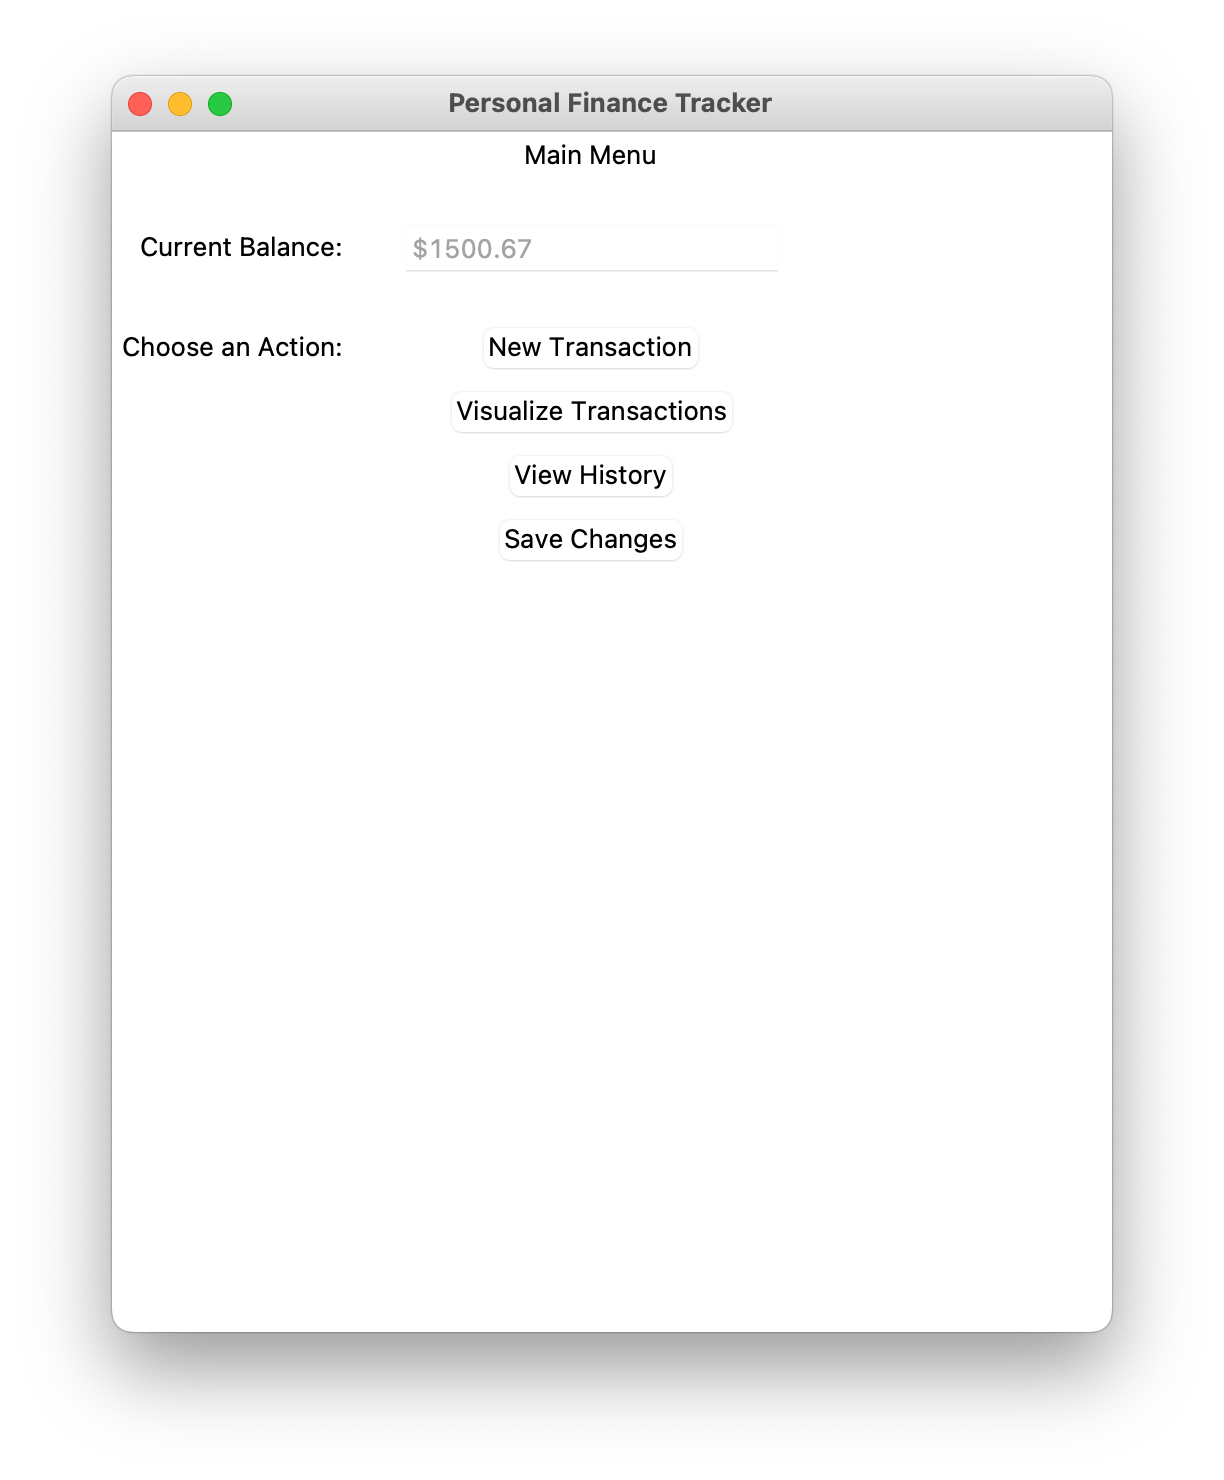 Personal Finance Tracker
Main Menu
Current Balance: $1500.67
Choose an Action: New Transaction
Visualize Transactions
View History
Save Changes